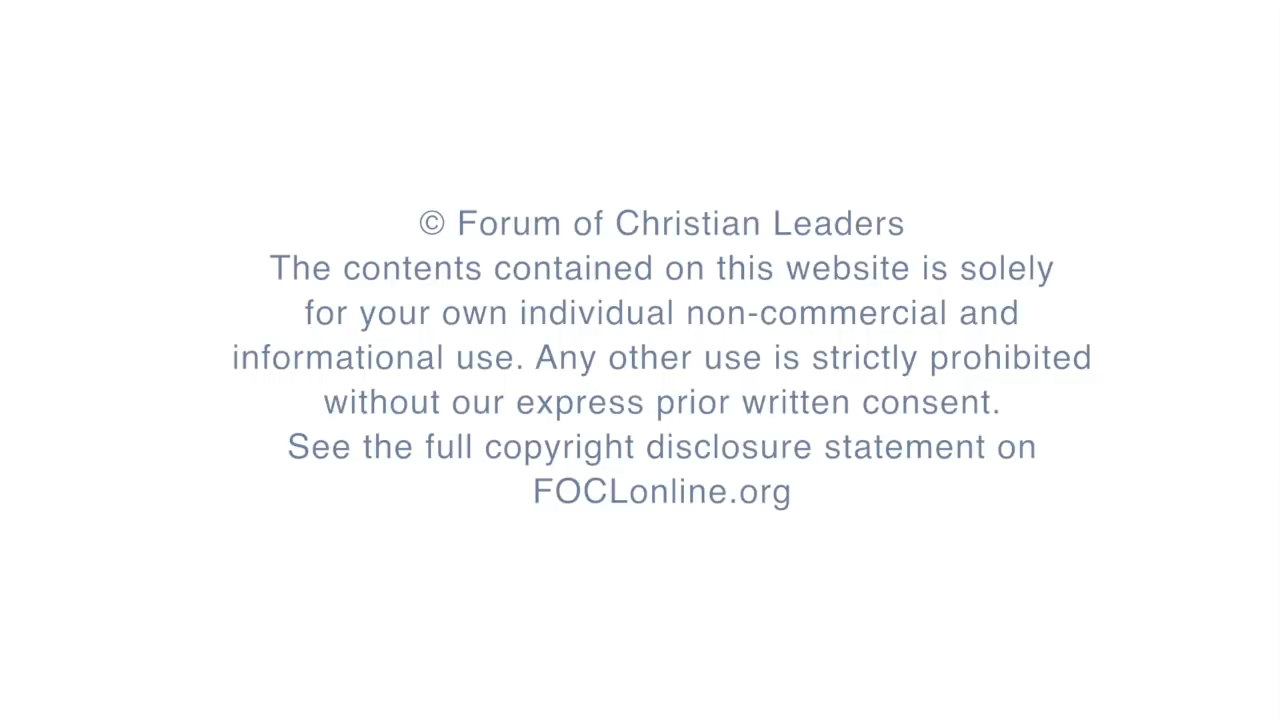 © Forum of Christian Leaders
The contents contained on this website is solely
for your own individual non-commercial and
informational use. Any other use is strictly prohibited
without our express prior written consent.
See the full copyright disclosure statement on
FOCLonline.org